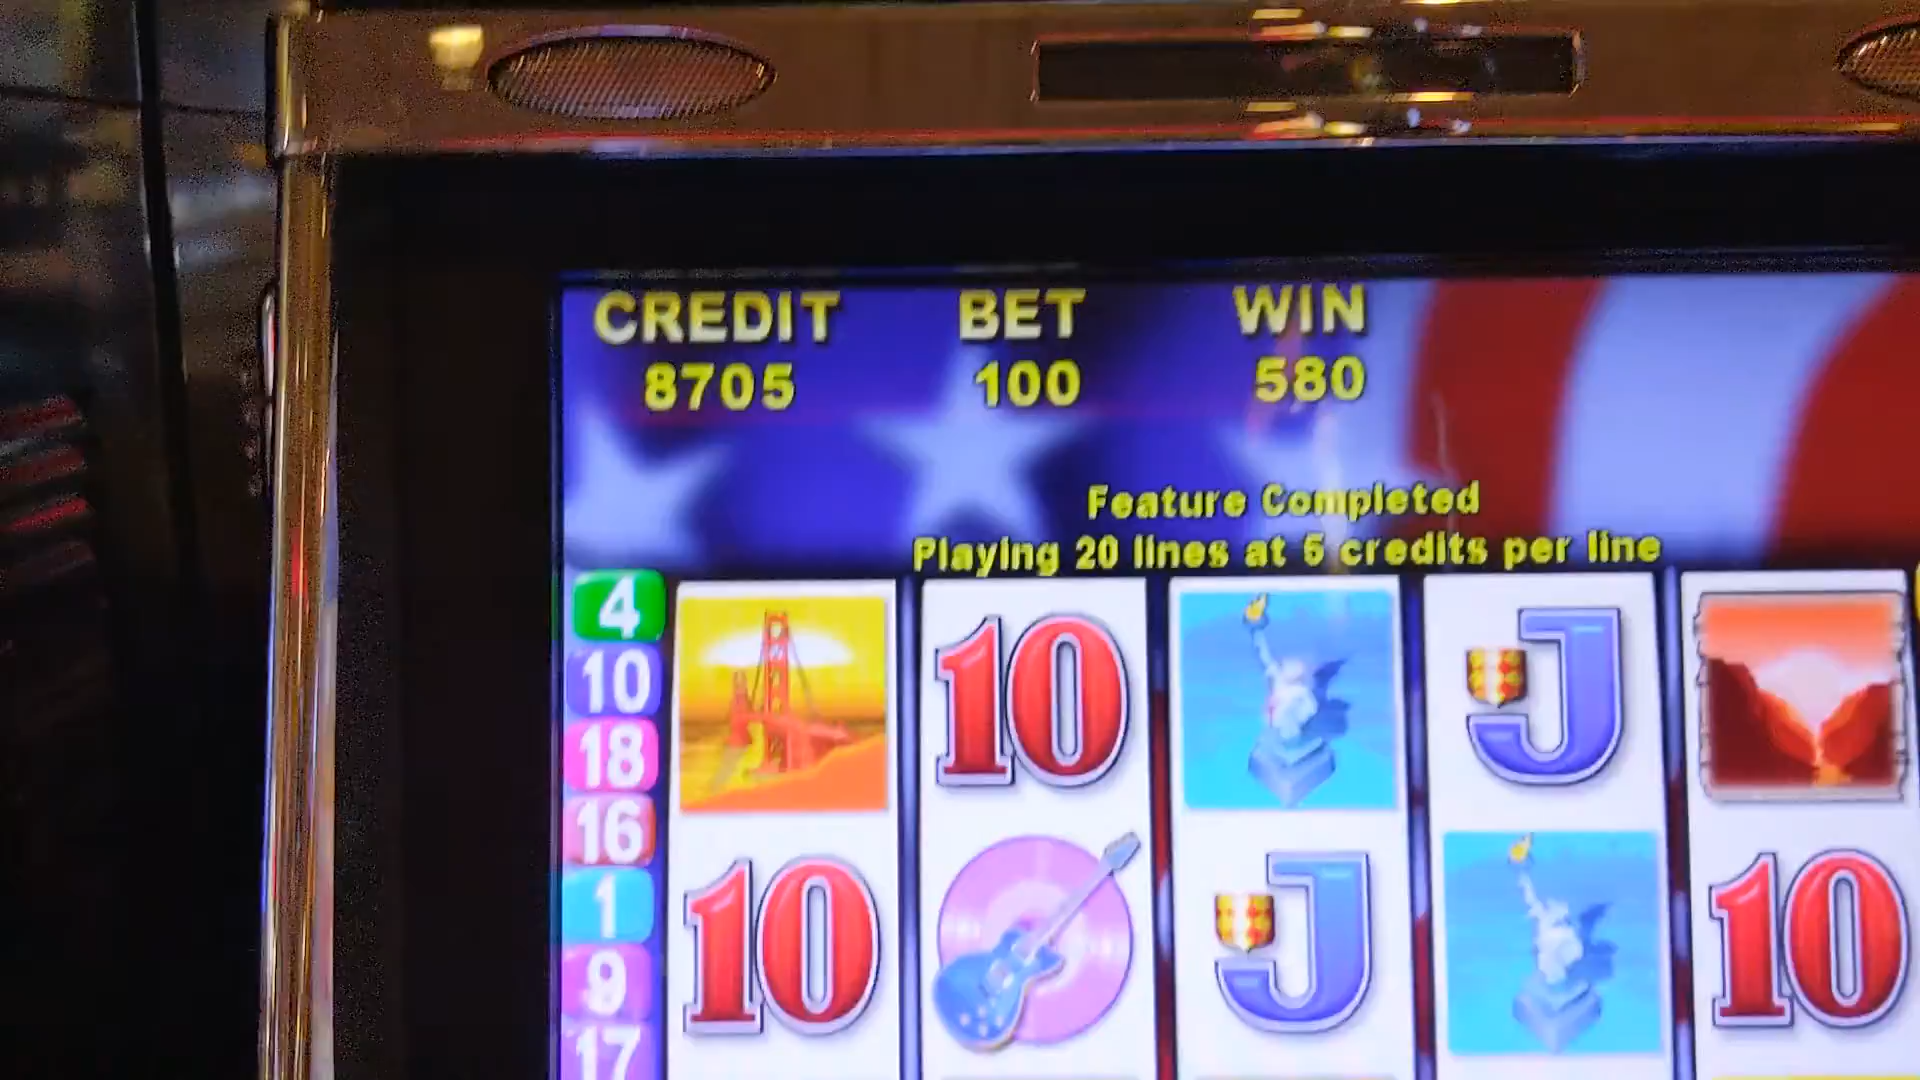 CREDIT BET WIN
8705 100 580
Feature Completed
Playing 20 lines at 5 credits per line
4
10
18
16
1
9
17
10 J
10 J 10